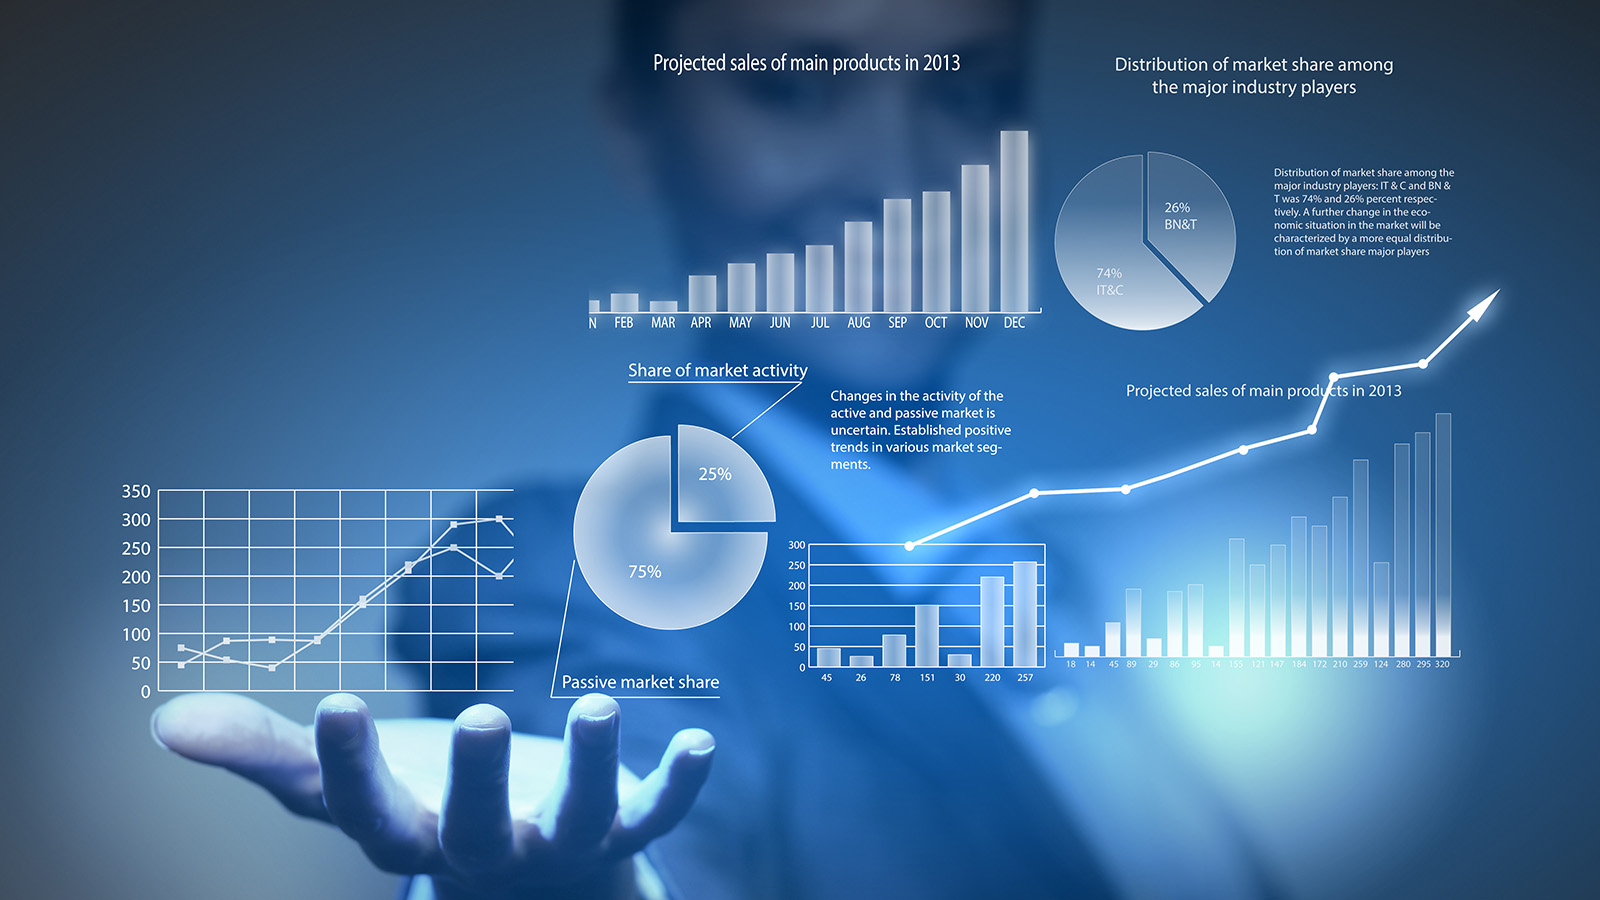 Projected sales of main products in 2013
N FEB MAR APR MAY JUN JUL AUG SEP OCT NOV DEC
Distribution of market share among
the major industry players
26%
BN&T
74%
IT&C
Distribution of market share among the
major industry players: IT & C and BN &
T was 74% and 26% percent respec-
tively. A further change in the eco-
nomic situation in the market will be
characterized by a more equal distribu-
tion of market share major players
Share of market activity
25%
75%
Passive market share
Changes in the activity of the
active and passive market is
uncertain. Established positive
trends in various market seg-
ments.
350
300
250
200
150
100
50
0
300
250
200
150
100
50
0
45 26 78 151 30 220 257
Projected sales of main products in 2013
18 14 45 89 29 86 95 14 155 121 147 184 172 210 259 124 280 295 320